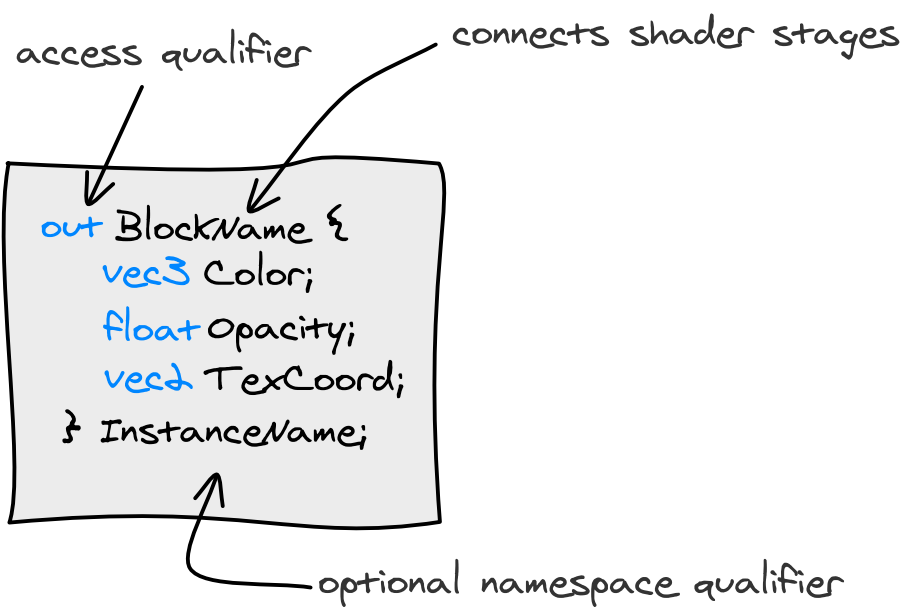 access qualifier
connects shader stages
out BlockName {
vec3 Color;
float Opacity;
vec2 TexCoord;
} InstanceName;
optional namespace qualifier